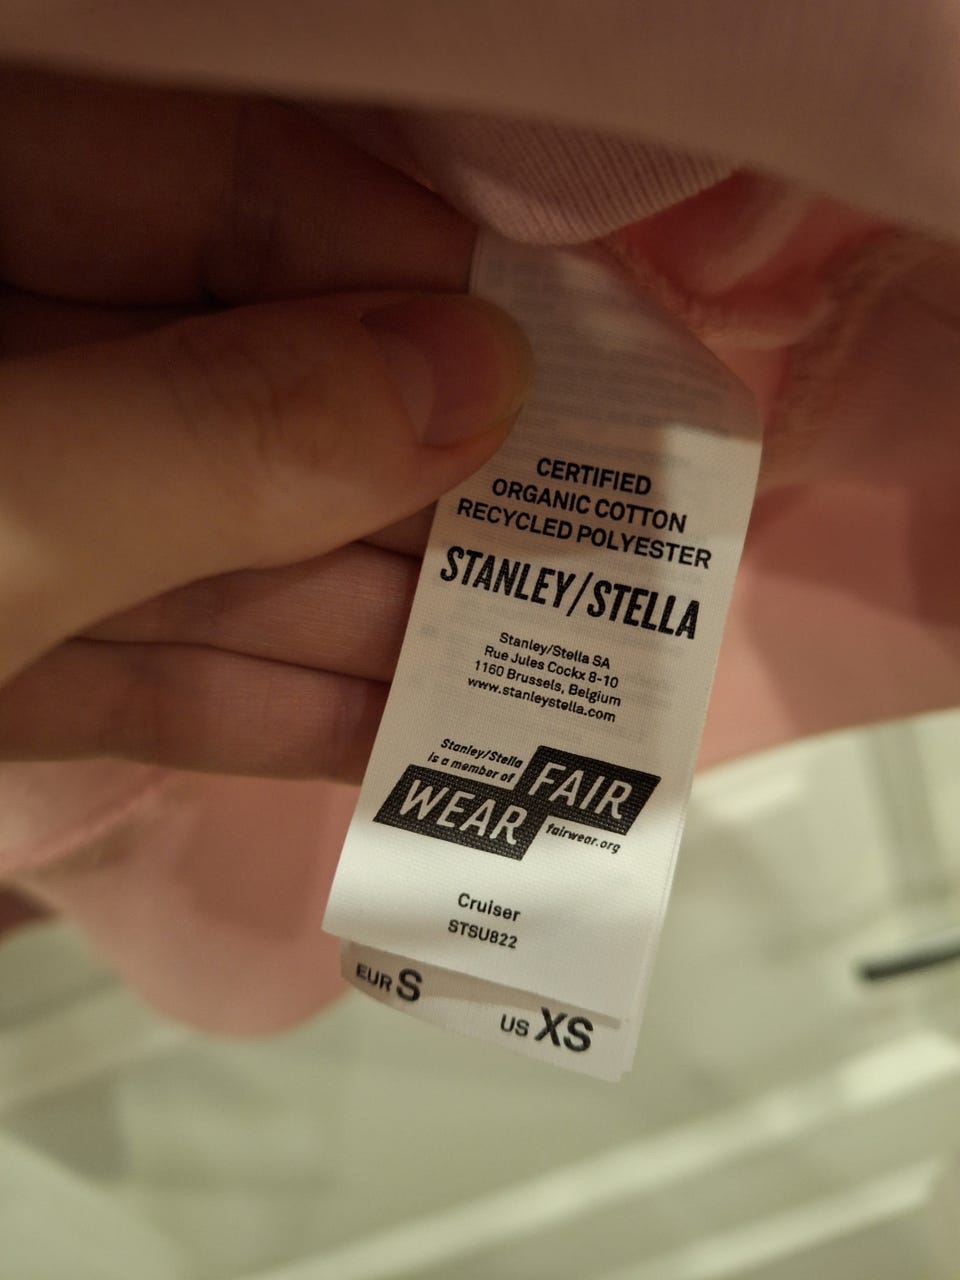 CERTIFIED
ORGANIC COTTON
RECYCLED POLYESTER
STANLEY/STELLA
Stanley/Stella SA
Rue Jules Cockx 8-10
1160 Brussels, Belgium
www.stanleystella.com
Stanley/Stella
is a member of
FAIR
WEAR
fairwear.org
Cruiser
STSU822
EUR S
US XS